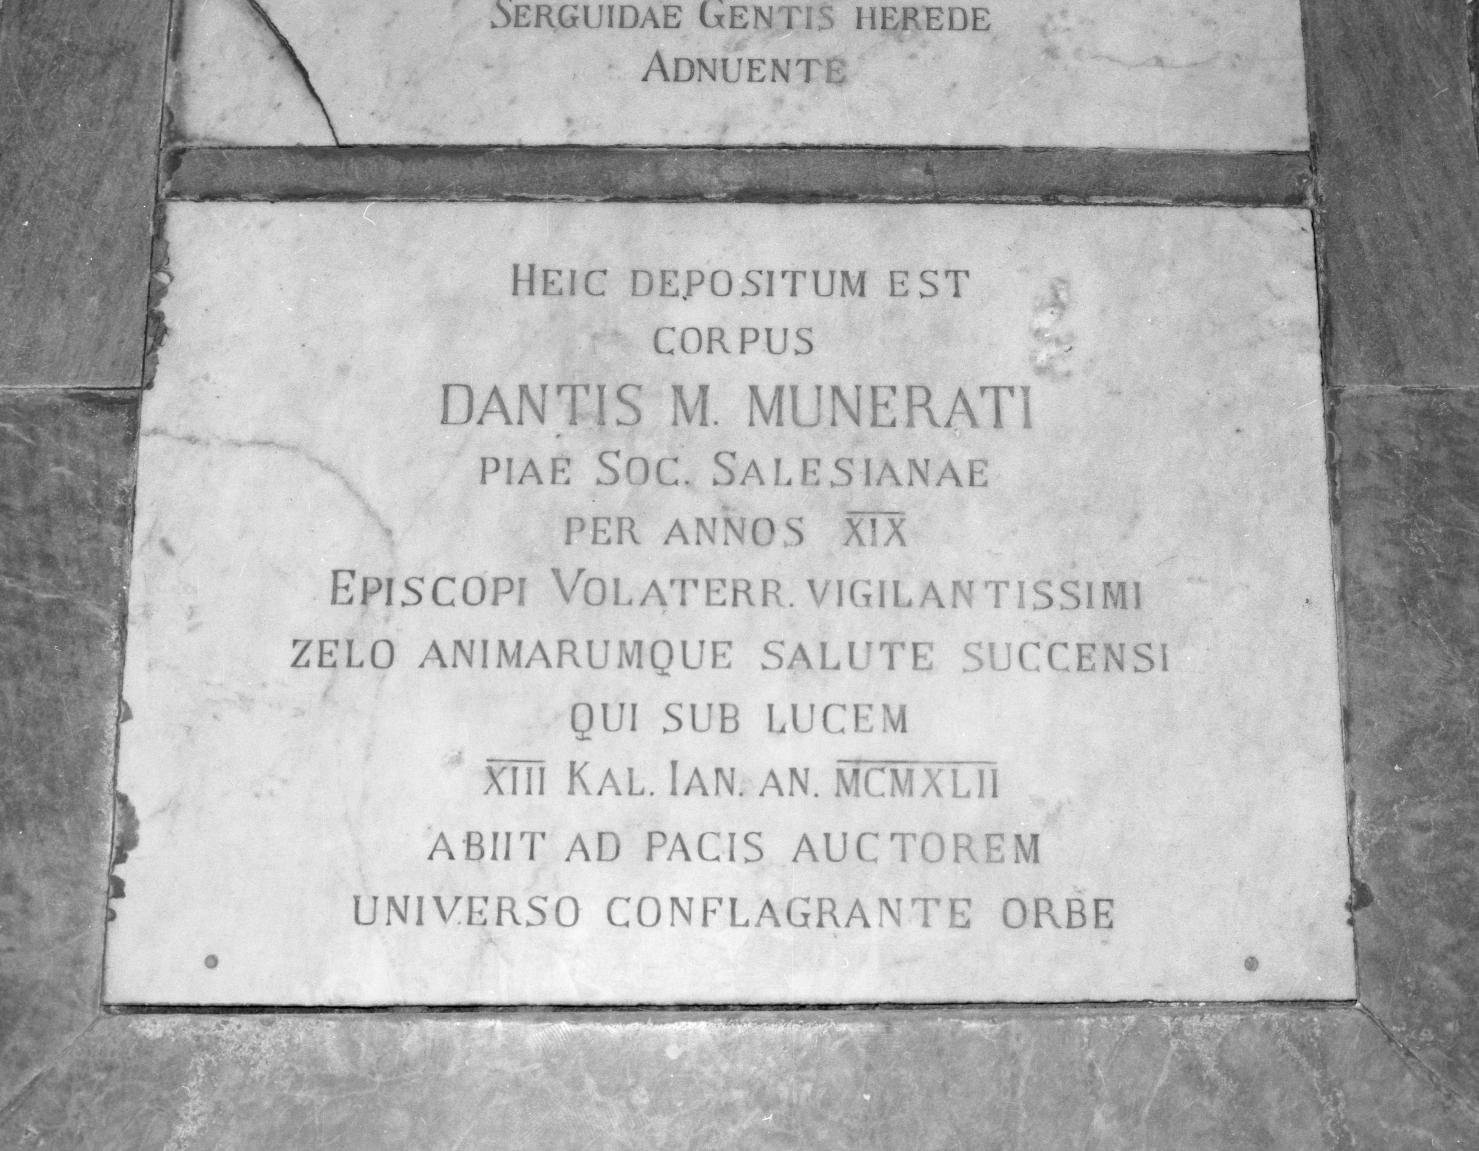 SERGUIDAE GENTIS HEREDE
ADNUENTE
HEIC DEPOSITUM EST
CORPUS
DANTIS M. MUNERATI
PIAE SOC. SALESIANAE
PER ANNOS XIX
EPISCOPI VOLATERR. VIGILANTISSIMI
ZELO ANIMARUMQUE SALUTE SUCCENSI
QUI SUB LUCEM
XIII KAL. IAN. AN. MCMXLII
ABIIT AD PACIS AUCTOREM
UNIVERSO CONFLAGRANTE ORBE